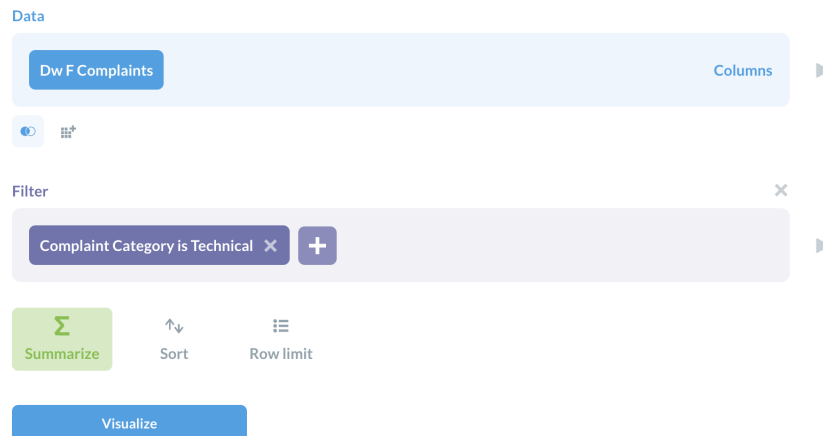 Data
Dw F Complaints
Columns
Filter
Complaint Category is Technical
Summarize
Sort
Row limit
Visualize